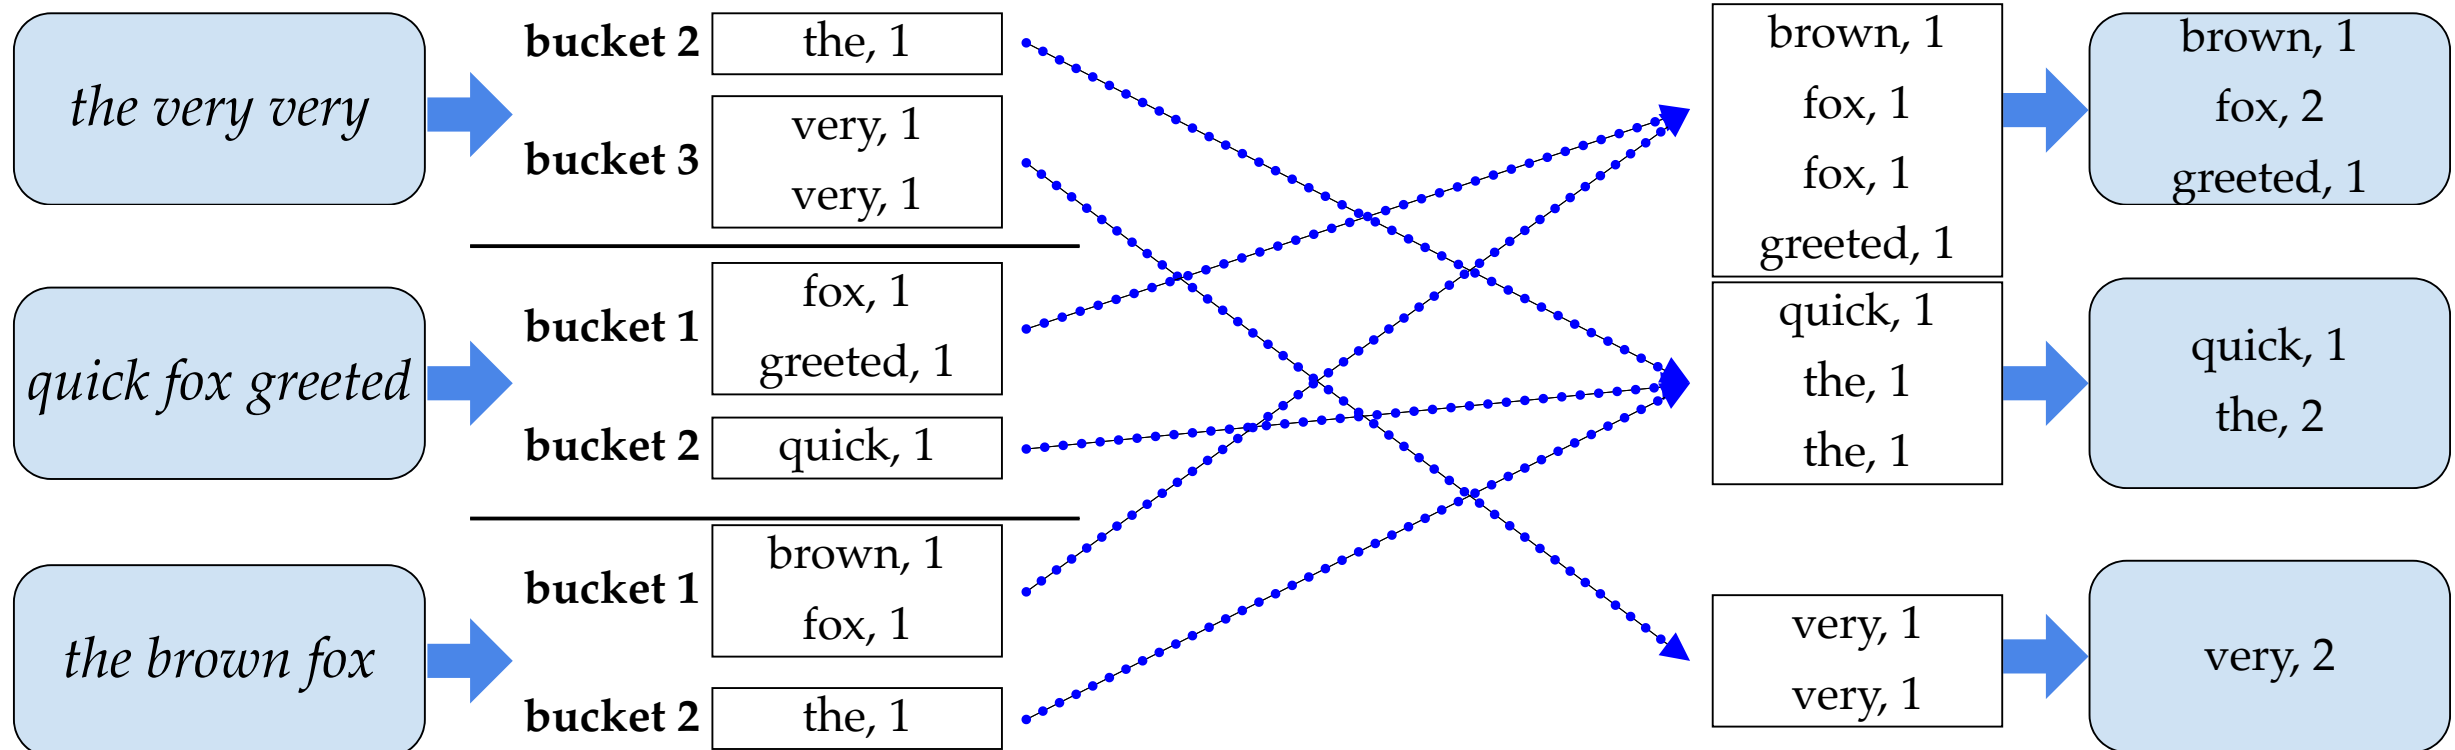 the very very
bucket 2
the, 1
bucket 3
very, 1
very, 1
quick fox greeted
bucket 1
fox, 1
greeted, 1
bucket 2
quick, 1
the brown fox
bucket 1
brown, 1
fox, 1
bucket 2
the, 1
brown, 1
fox, 1
fox, 1
greeted, 1
quick, 1
the, 1
the, 1
very, 1
very, 1
brown, 1
fox, 2
greeted, 1
quick, 1
the, 2
very, 2